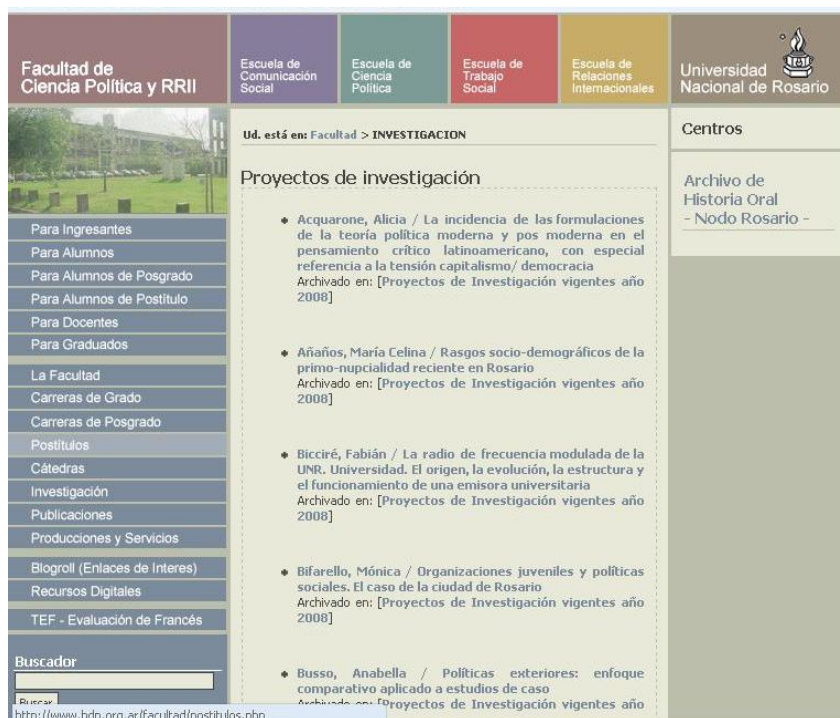 Facultad de
Ciencia Política y RRII
Escuela de
Comunicación
Social
Escuela de
Ciencia
Política
Escuela de
Trabajo
Social
Escuela de
Relaciones
Internacionales
Universidad
Nacional de Rosario
Para Ingresantes
Para Alumnos
Para Alumnos de Posgrado
Para Alumnos de Postítulo
Para Docentes
Para Graduados
La Facultad
Carreras de Grado
Carreras de Posgrado
Postítulos
Cátedras
Investigación
Publicaciones
Producciones y Servicios
Blogroll (Enlaces de Interes)
Recursos Digitales
TEF - Evaluación de Francés
Buscador
Buscar
http://www.bdp.org.ar/facultad/postitulos.php
Ud. está en: Facultad > INVESTIGACION
Proyectos de investigación
Acquarone, Alicia / La incidencia de las formulaciones
de la teoría política moderna y pos moderna en el
pensamiento crítico latinoamericano, con especial
referencia a la tensión capitalismo/ democracia
Archivado en: [Proyectos de Investigación vigentes año
2008]
Añaños, María Celina / Rasgos socio-demográficos de la
primo-nupcialidad reciente en Rosario
Archivado en: [Proyectos de Investigación vigentes año
2008]
Bicciré, Fabián / La radio de frecuencia modulada de la
UNR. Universidad. El origen, la evolución, la estructura y
el funcionamiento de una emisora universitaria
Archivado en: [Proyectos de Investigación vigentes año
2008]
Bifarello, Mónica / Organizaciones juveniles y políticas
sociales. El caso de la ciudad de Rosario
Archivado en: [Proyectos de Investigación vigentes año
2008]
Busso, Anabella / Políticas exteriores: enfoque
comparativo aplicado a estudios de caso
Archivado en: [Proyectos de Investigación vigentes año
Centros
Archivo de
Historia Oral
- Nodo Rosario -